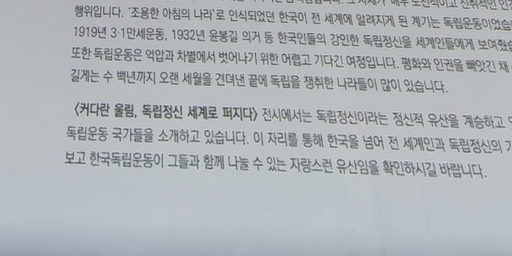 매우 도전적이고 진취적인
행위입니다. '조용한 아침의 나라'로 인식되었던 한국이 전 세계에 알려지게 된 계기는 독립운동이었습
1919년 3·1만세운동, 1932년 윤봉길 의거 등 한국인들의 강인한 독립정신을 세계인들에게 보여줬습
또한 독립운동은 억압과 차별에서 벗어나기 위한 어렵고 기다긴 여정입니다. 평화와 인권을 빼앗긴 채
길게는 수 백년까지 오랜 세월을 견뎌낸 끝에 독립을 쟁취한 나라들이 많이 있습니다.
<커다란 울림, 독립정신 세계로 퍼지다> 전시에서는 독립정신이라는 정신적 유산을 계승하고
독립운동 국가들을 소개하고 있습니다. 이 자리를 통해 한국을 넘어 전 세계인과 독립정신의
보고 한국독립운동이 그들과 함께 나눌 수 있는 자랑스런 유산임을 확인하시길 바랍니다.